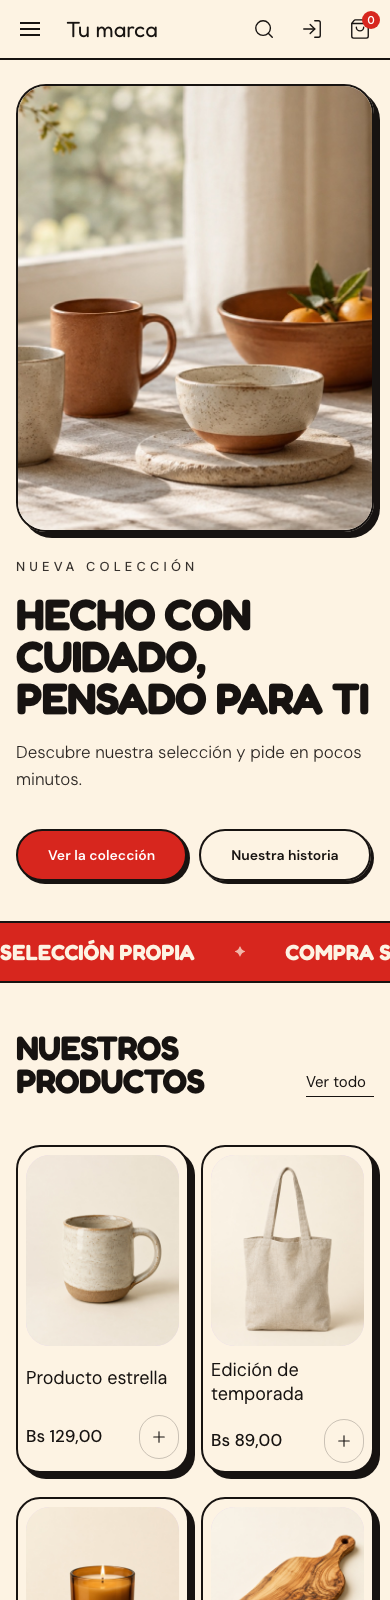 Tu marca
0
NUEVA COLECCIÓN
HECHO CON
CUIDADO,
PENSADO PARA TI
Descubre nuestra selección y pide en pocos
minutos.
Ver la colección
Nuestra historia
SELECCIÓN PROPIA ✦ COMPRA S
NUESTROS
PRODUCTOS
Ver todo
Producto estrella
Bs 129,00
Edición de
temporada
Bs 89,00